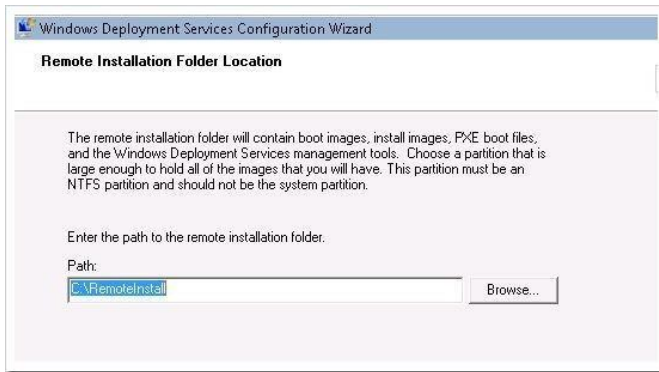 Windows Deployment Services Configuration Wizard
Remote Installation Folder Location
The remote installation folder will contain boot images, install images, PXE boot files,
and the Windows Deployment Services management tools. Choose a partition that is
large enough to hold all of the images that you will have. This partition must be an
NTFS partition and should not be the system partition.
Enter the path to the remote installation folder.
Path:
C:\RemoteInstall
Browse...